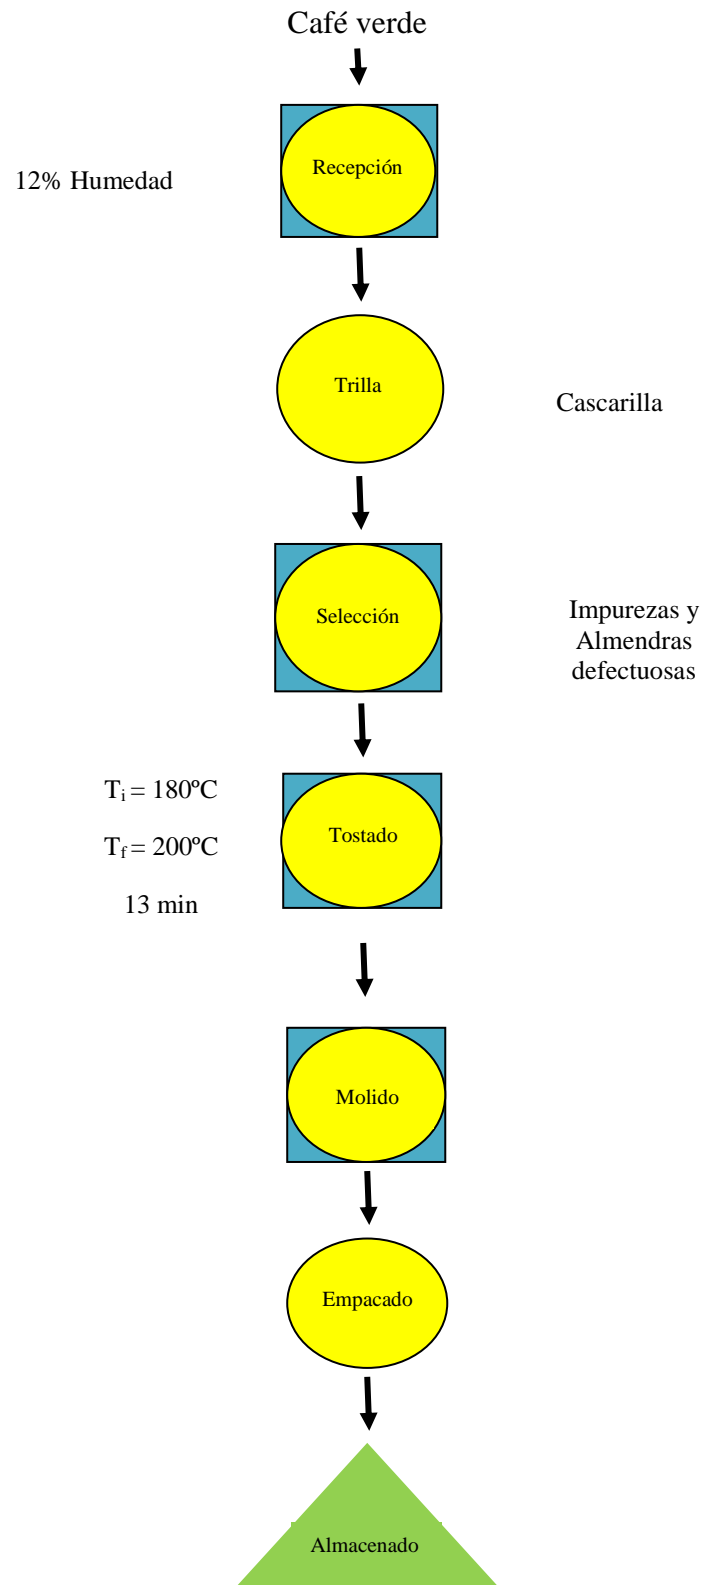 Café verde
Recepción
12% Humedad
Trilla
Cascarilla
Selección
Impurezas y
Almendras
defectuosas
Tᵢ = 180ºC
Tostado
T_f = 200ºC
13 min
Molido
Empacado
Almacenado